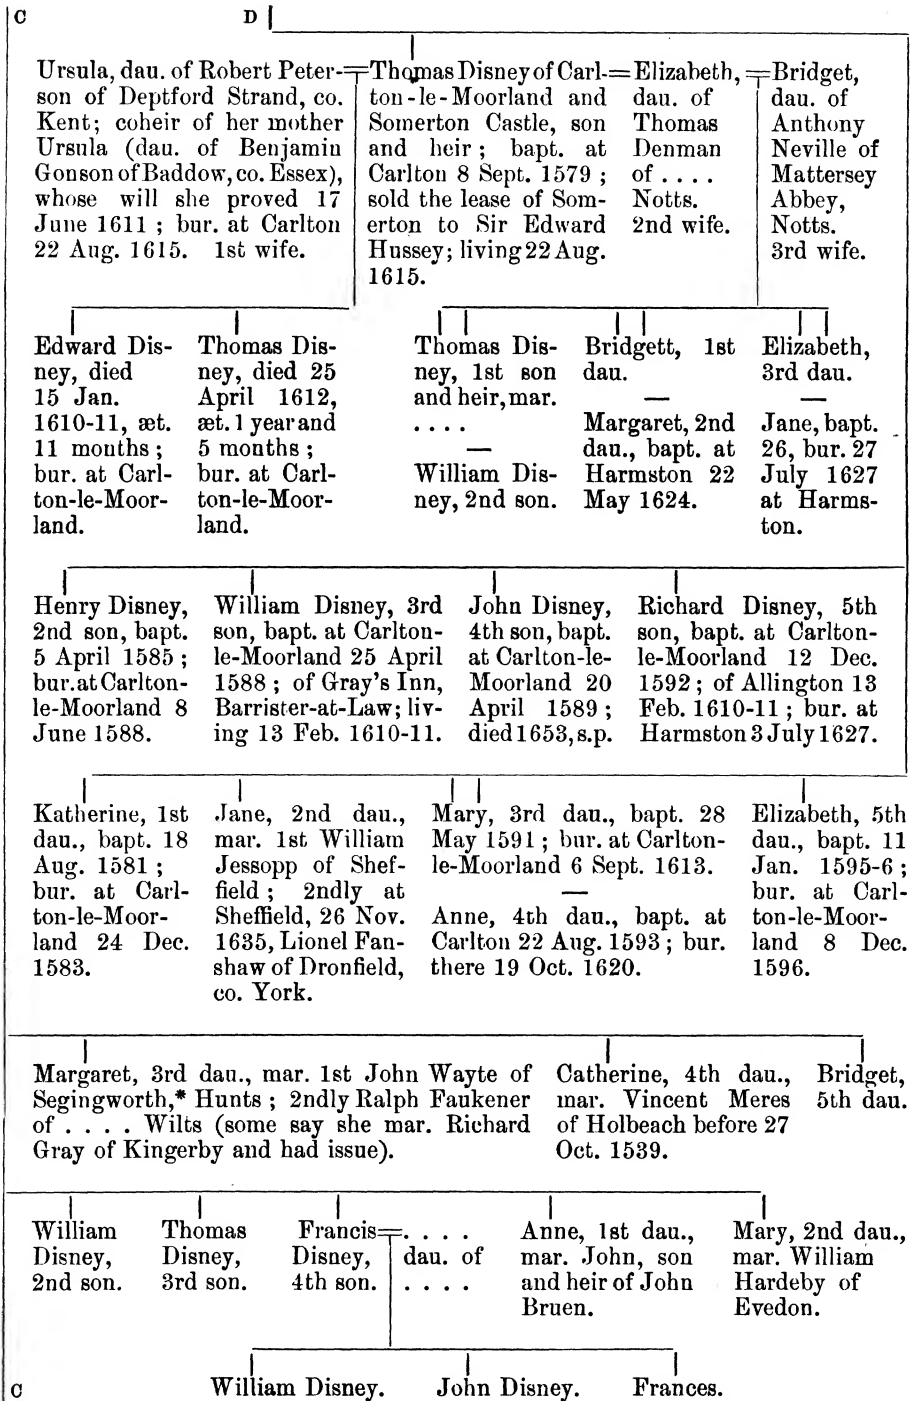 C
D
Ursula, dau. of Robert Peter-
son of Deptford Strand, co.
Kent; coheir of her mother
Ursula (dau. of Benjamin
Gonson of Baddow, co. Essex),
whose will she proved 17
June 1611 ; bur. at Carlton
22 Aug. 1615. 1st wife.
Thomas Disney of Carl-
ton-le-Moorland and
Somerton Castle, son
and heir ; bapt. at
Carlton 8 Sept. 1579 ;
sold the lease of Som-
erton to Sir Edward
Hussey; living 22 Aug.
1615.
Elizabeth,
dau. of
Thomas
Denman
of . . . .
Notts.
2nd wife.
Bridget,
dau. of
Anthony
Neville of
Mattersey
Abbey,
Notts.
3rd wife.
Edward Dis-
ney, died
15 Jan.
1610-11, æt.
11 months ;
bur. at Carl-
ton-le-Moor-
land.
Thomas Dis-
ney, died 25
April 1612,
æt. 1 year and
5 months ;
bur. at Carl-
ton-le-Moor-
land.
Thomas Dis-
ney, 1st son
and heir, mar.
. . . .
—
William Dis-
ney, 2nd son.
Bridgett, 1st
dau.
—
Margaret, 2nd
dau., bapt. at
Harmston 22
May 1624.
Elizabeth,
3rd dau.
—
Jane, bapt.
26, bur. 27
July 1627
at Harms-
ton.
Henry Disney,
2nd son, bapt.
5 April 1585 ;
bur. at Carlton-
le-Moorland 8
June 1588.
William Disney, 3rd
son, bapt. at Carlton-
le-Moorland 25 April
1588 ; of Gray's Inn,
Barrister-at-Law; liv-
ing 13 Feb. 1610-11.
John Disney,
4th son, bapt.
at Carlton-le-
Moorland 20
April 1589 ;
died 1653, s.p.
Richard Disney, 5th
son, bapt. at Carlton-
le-Moorland 12 Dec.
1592 ; of Allington 13
Feb. 1610-11 ; bur. at
Harmston 3 July 1627.
Katherine, 1st
dau., bapt. 18
Aug. 1581 ;
bur. at Carl-
ton-le-Moor-
land 24 Dec.
1583.
Jane, 2nd dau.,
mar. 1st William
Jessopp of Shef-
field ; 2ndly at
Sheffield, 26 Nov.
1635, Lionel Fan-
shaw of Dronfield,
co. York.
Mary, 3rd dau., bapt. 28
May 1591 ; bur. at Carlton-
le-Moorland 6 Sept. 1613.
—
Anne, 4th dau., bapt. at
Carlton 22 Aug. 1593 ; bur.
there 19 Oct. 1620.
Elizabeth, 5th
dau., bapt. 11
Jan. 1595-6 ;
bur. at Carl-
ton-le-Moor-
land 8 Dec.
1596.
Margaret, 3rd dau., mar. 1st John Wayte of
Segingworth,* Hunts ; 2ndly Ralph Faukener
of . . . . Wilts (some say she mar. Richard
Gray of Kingerby and had issue).
Catherine, 4th dau.,
mar. Vincent Meres
of Holbeach before 27
Oct. 1539.
Bridget,
5th dau.
William
Disney,
2nd son.
Thomas
Disney,
3rd son.
Francis
Disney,
4th son.
. . . .
dau. of
. . . .
Anne, 1st dau.,
mar. John, son
and heir of John
Bruen.
Mary, 2nd dau.,
mar. William
Hardeby of
Evedon.
C
William Disney.
John Disney.
Frances.